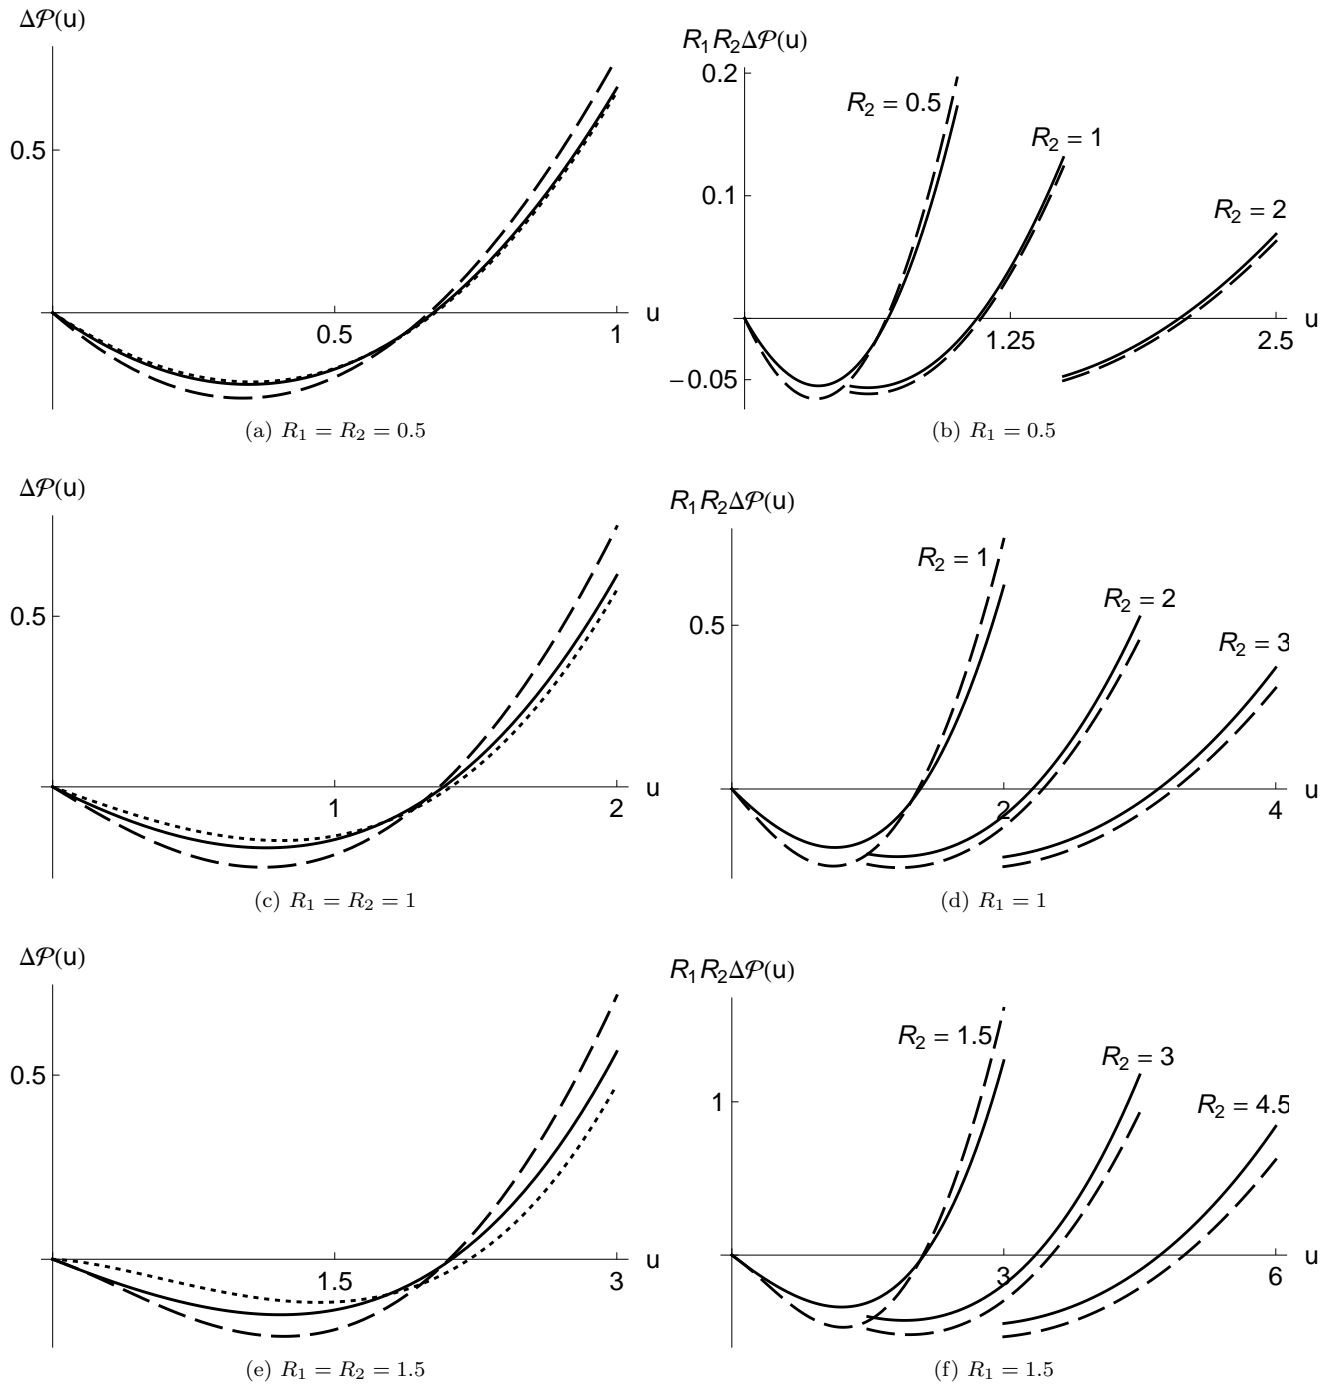 ΔP(u)
0.5
0.5
1
u
(a) R₁ = R₂ = 0.5
R₁R₂ΔP(u)
0.2
R₂ = 0.5
R₂ = 1
0.1
R₂ = 2
1.25
2.5
u
−0.05
(b) R₁ = 0.5
ΔP(u)
0.5
1
2
u
(c) R₁ = R₂ = 1
R₁R₂ΔP(u)
R₂ = 1
R₂ = 2
0.5
R₂ = 3
2
4
u
(d) R₁ = 1
ΔP(u)
0.5
1.5
3
u
(e) R₁ = R₂ = 1.5
R₁R₂ΔP(u)
R₂ = 1.5
R₂ = 3
1
R₂ = 4.5
3
6
u
(f) R₁ = 1.5